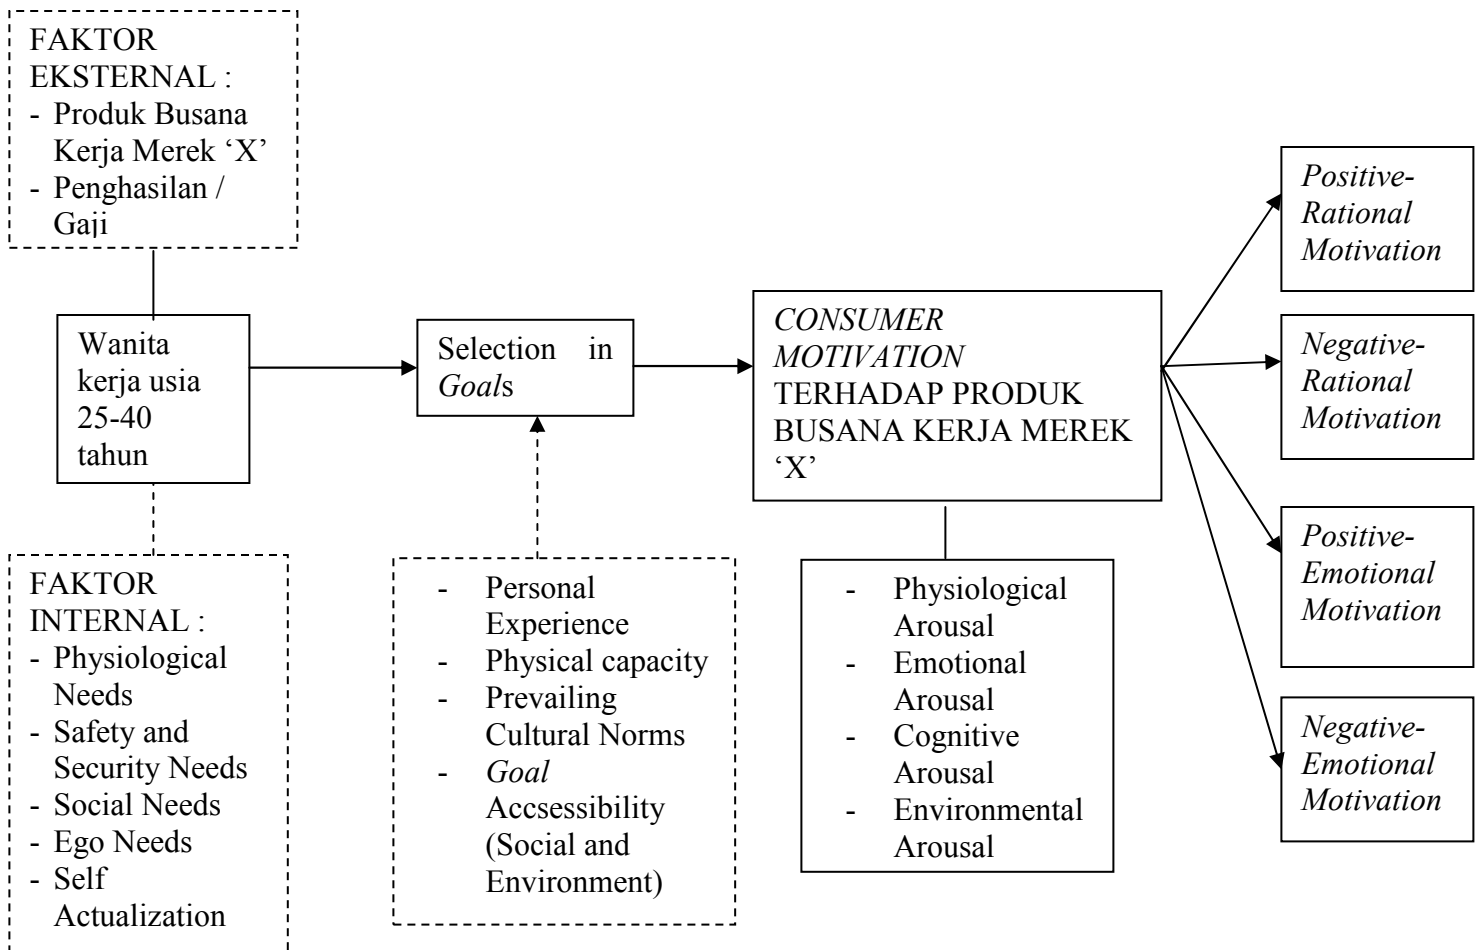 FAKTOR
EKSTERNAL :
- Produk Busana
Kerja Merek ‘X’
- Penghasilan /
Gaji
Wanita
kerja usia
25-40
tahun
FAKTOR
INTERNAL :
- Physiological
Needs
- Safety and
Security Needs
- Social Needs
- Ego Needs
- Self
Actualization
Selection in
Goals
- Personal
Experience
- Physical capacity
- Prevailing
Cultural Norms
- Goal
Accsessibility
(Social and
Environment)
CONSUMER
MOTIVATION
TERHADAP PRODUK
BUSANA KERJA MEREK
‘X’
- Physiological
Arousal
- Emotional
Arousal
- Cognitive
Arousal
- Environmental
Arousal
Positive-
Rational
Motivation
Negative-
Rational
Motivation
Positive-
Emotional
Motivation
Negative-
Emotional
Motivation